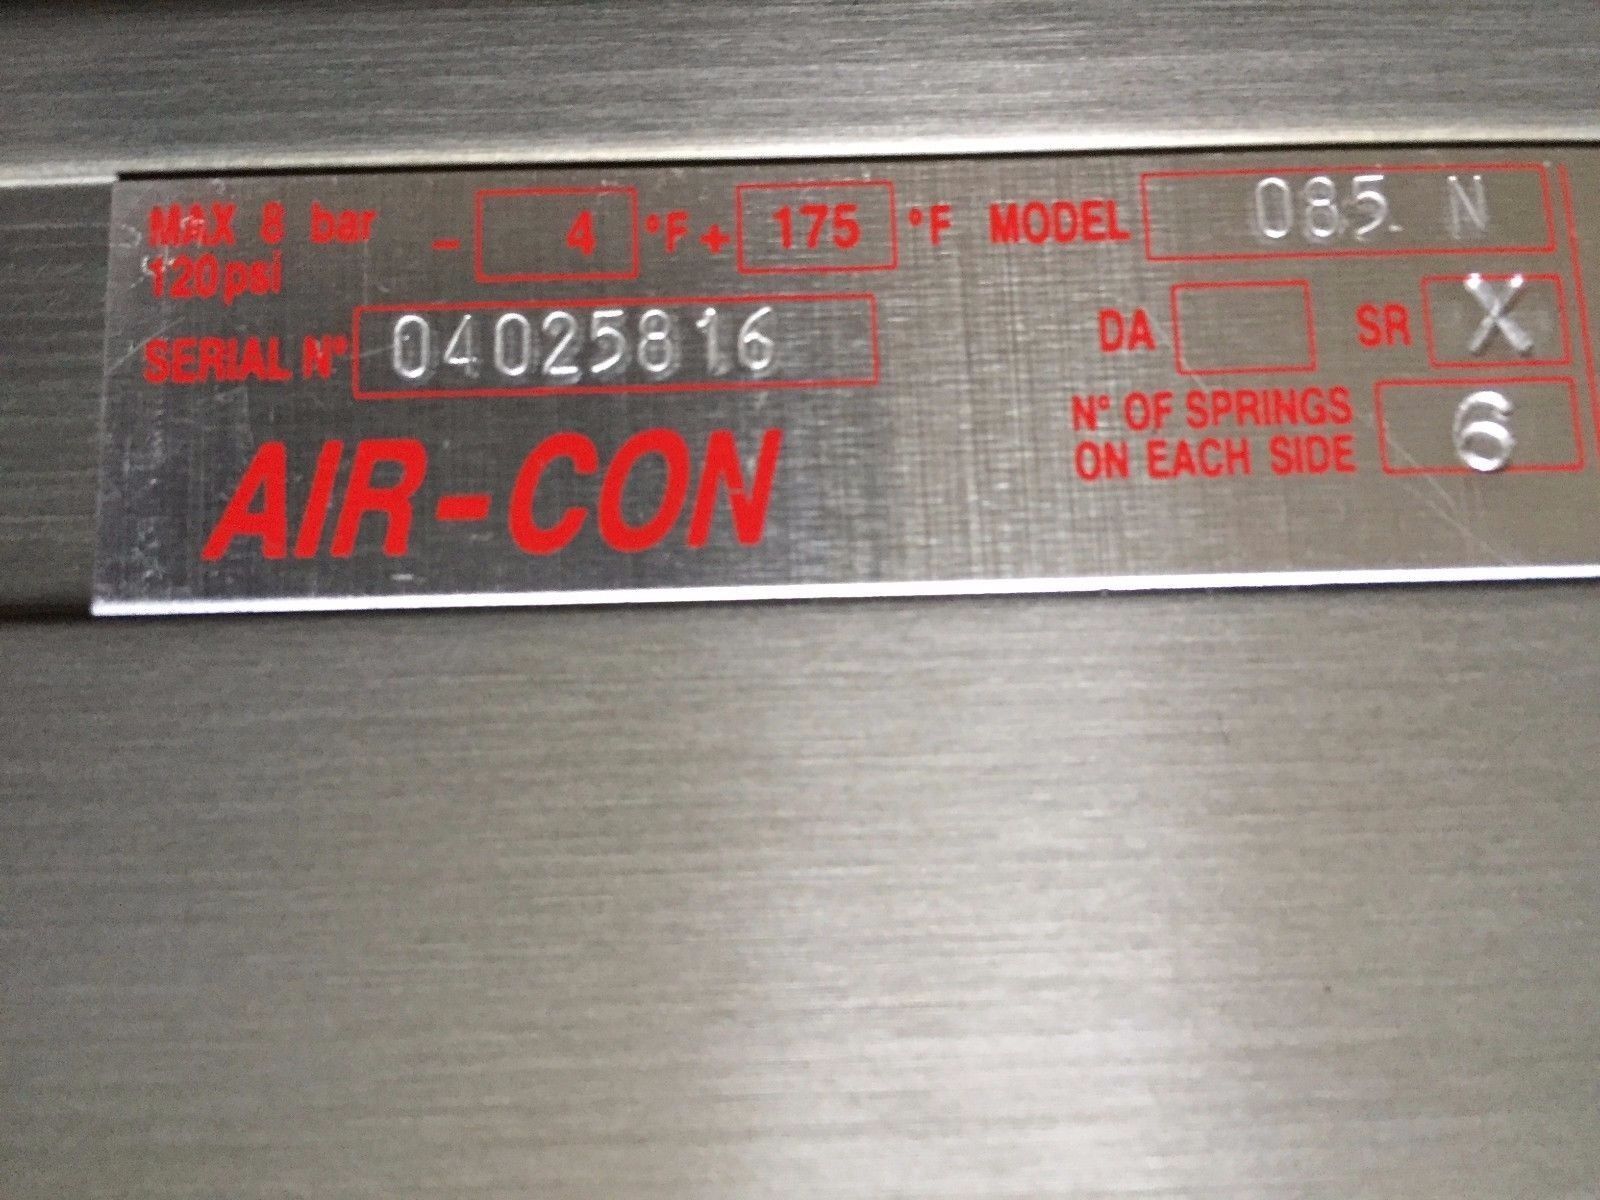 MAX 8 bar - 4 °F + 175 °F MODEL 085 N
120 psi
SERIAL N° 04025816 DA SR X
N° OF SPRINGS
ON EACH SIDE 6
AIR-CON